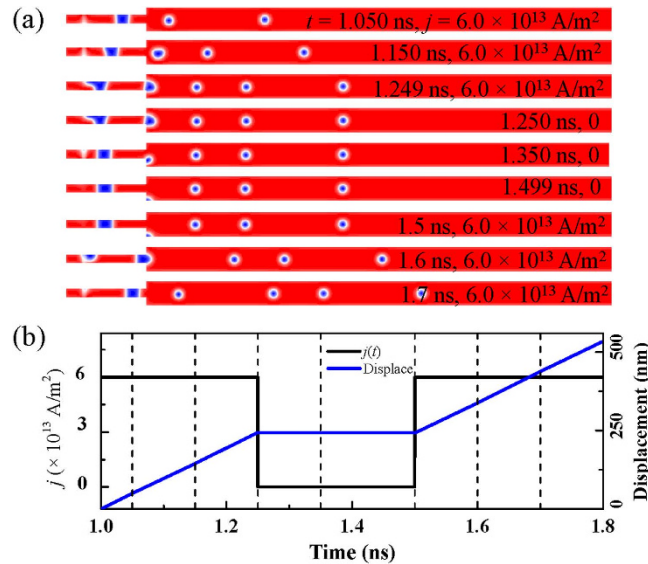 (a)
t = 1.050 ns, j = 6.0 × 10¹³ A/m²
1.150 ns, 6.0 × 10¹³ A/m²
1.249 ns, 6.0 × 10¹³ A/m²
1.250 ns, 0
1.350 ns, 0
1.499 ns, 0
1.5 ns, 6.0 × 10¹³ A/m²
1.6 ns, 6.0 × 10¹³ A/m²
1.7 ns, 6.0 × 10¹³ A/m²
(b)
j(t)
Displace
j (× 10¹³ A/m²)
6
3
0
500
250
0
Displacement (nm)
1.0
1.2
1.4
1.6
1.8
Time (ns)